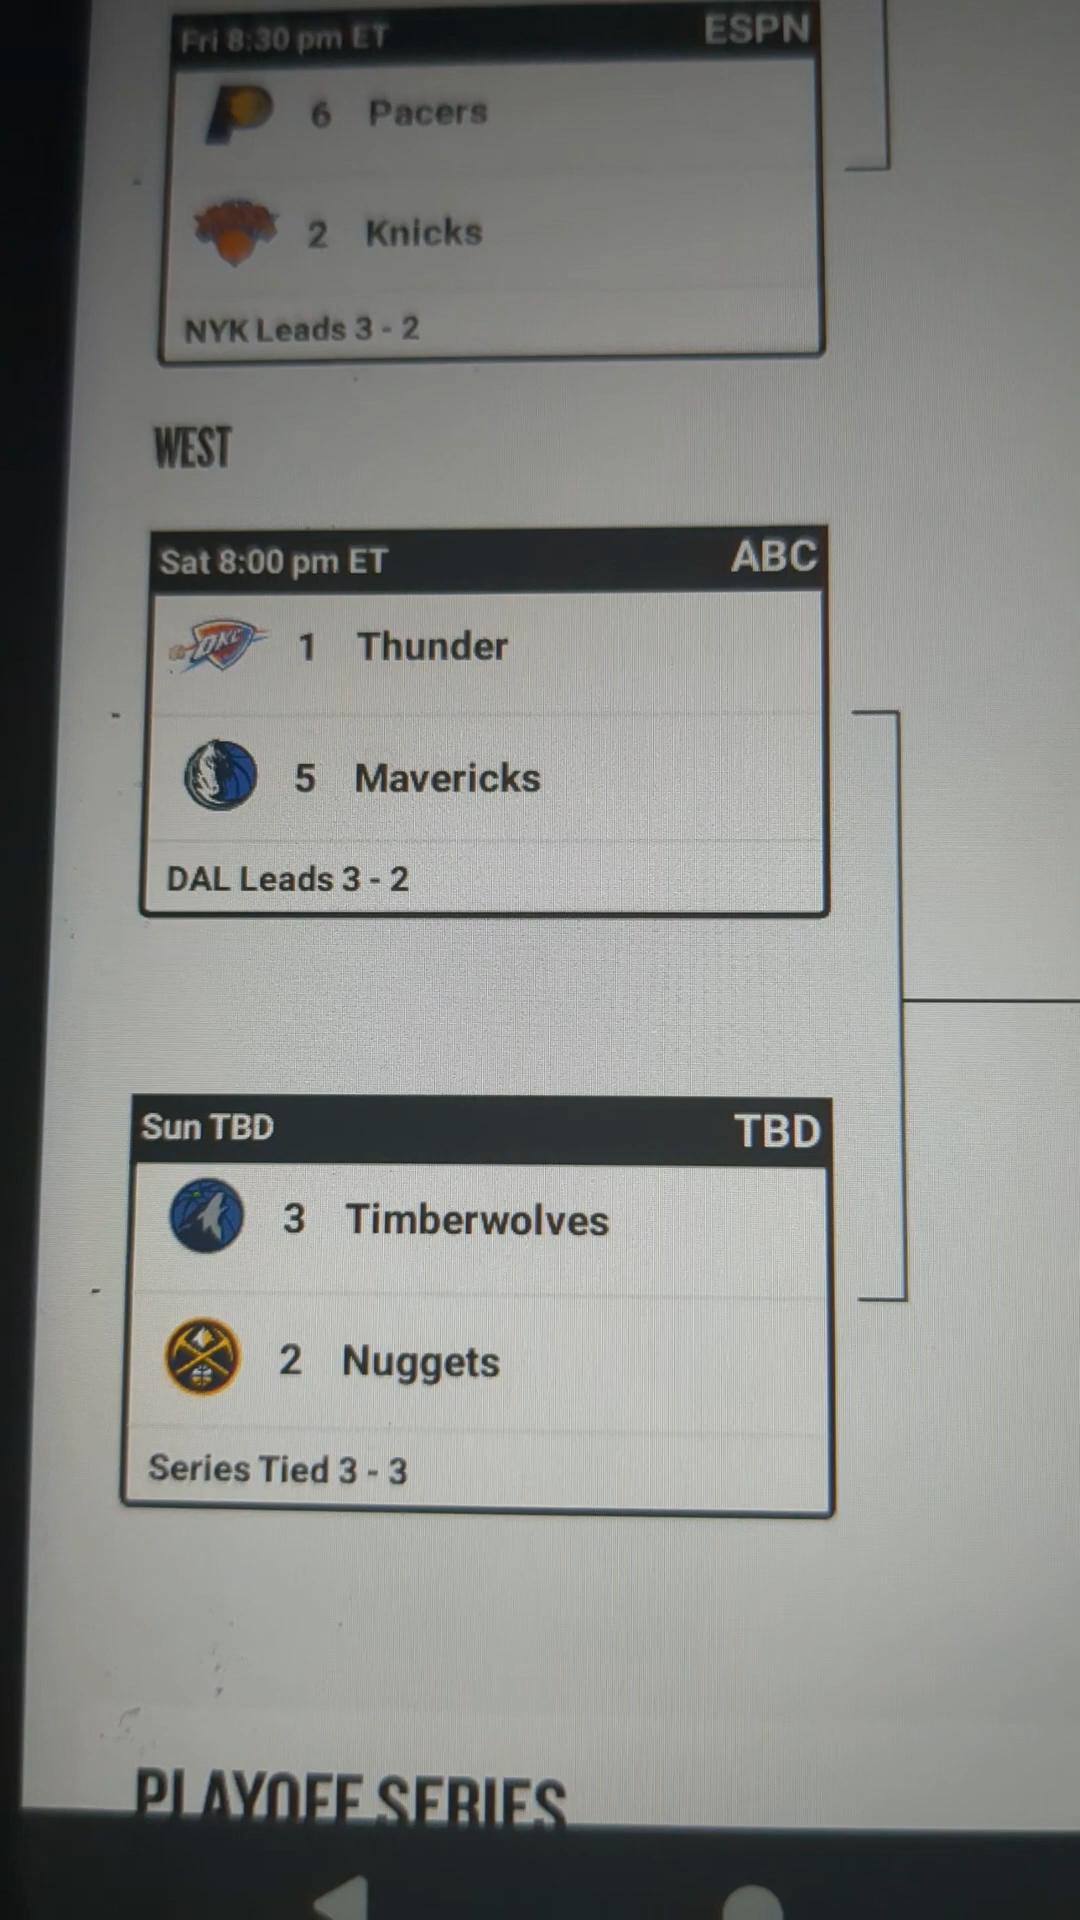 Fri 8:30 pm ET ESPN
6 Pacers
2 Knicks
NYK Leads 3 - 2
WEST
Sat 8:00 pm ET ABC
OKC 1 Thunder
5 Mavericks
DAL Leads 3 - 2
Sun TBD TBD
3 Timberwolves
2 Nuggets
Series Tied 3 - 3
PLAYOFF SERIES